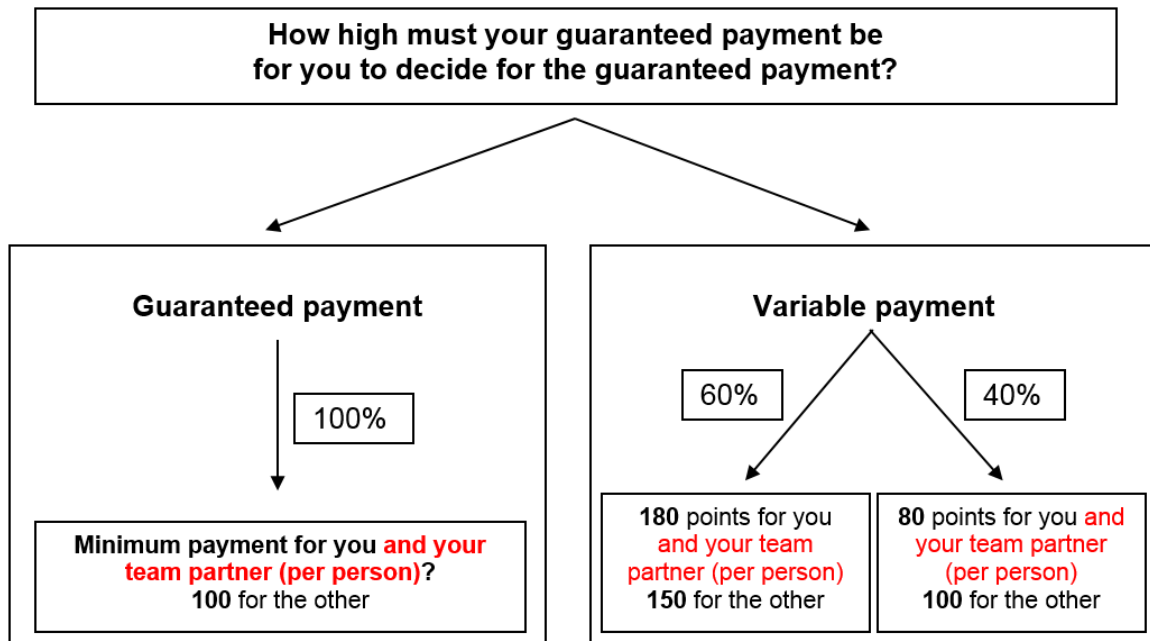 How high must your guaranteed payment be
for you to decide for the guaranteed payment?
Guaranteed payment
100%
Minimum payment for you and your
team partner (per person)?
100 for the other
Variable payment
60%
40%
180 points for you
and your team
partner (per person)
150 for the other
80 points for you and
your team partner
(per person)
100 for the other